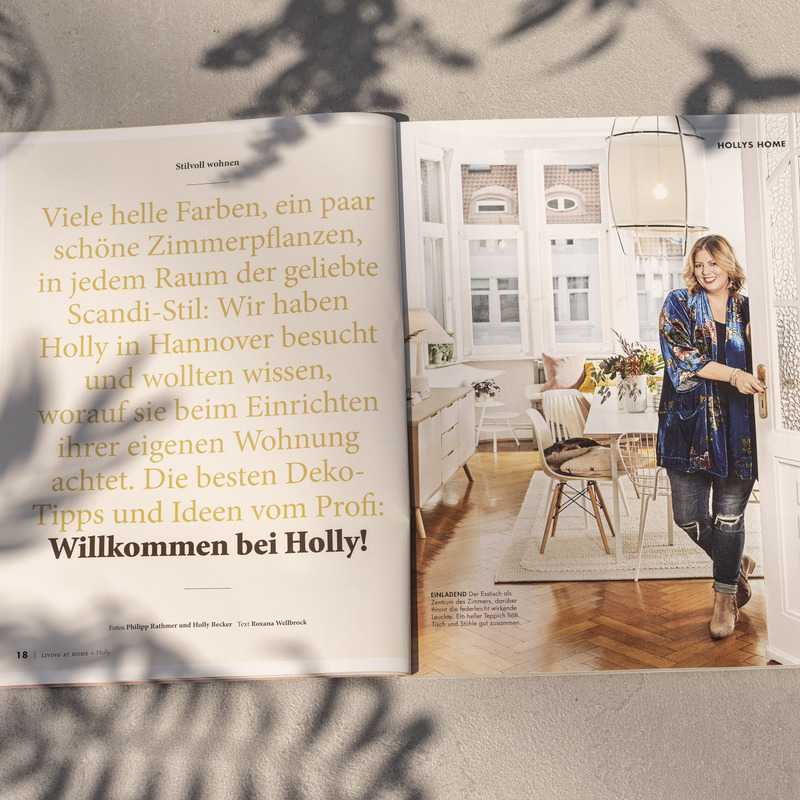 Stilvoll wohnen
Viele helle Farben, ein paar
schöne Zimmerpflanzen,
in jedem Raum der geliebte
Scandi-Stil: Wir haben
Holly in Hannover besucht
und wollten wissen,
worauf sie beim Einrichten
ihrer eigenen Wohnung
achtet. Die besten Deko-
Tipps und Ideen vom Profi:
Willkommen bei Holly!
Fotos Philipp Rathmer und Holly Becker Text Roxana Wellbrock
18 | LIVING AT HOME + Holly
HOLLYS HOME
EINLADEND Der Esstisch als
Zentrum des Zimmers, darüber
thront die federleicht wirkende
Leuchte. Ein heller Teppich hält
Tisch und Stühle gut zusammen.